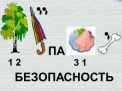 ,, ПА ,,
1 2 3 1
БЕЗОПАСНОСТЬ